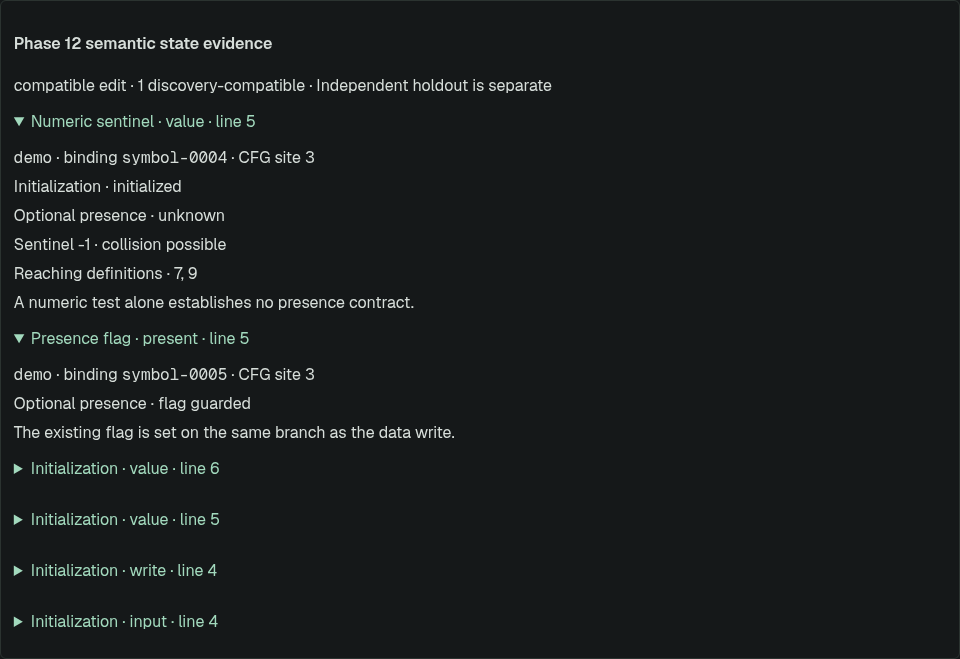 Phase 12 semantic state evidence
compatible edit · 1 discovery-compatible · Independent holdout is separate
▼ Numeric sentinel · value · line 5
demo · binding symbol-0004 · CFG site 3
Initialization · initialized
Optional presence · unknown
Sentinel -1 · collision possible
Reaching definitions · 7, 9
A numeric test alone establishes no presence contract.
▼ Presence flag · present · line 5
demo · binding symbol-0005 · CFG site 3
Optional presence · flag guarded
The existing flag is set on the same branch as the data write.
▶ Initialization · value · line 6
▶ Initialization · value · line 5
▶ Initialization · write · line 4
▶ Initialization · input · line 4